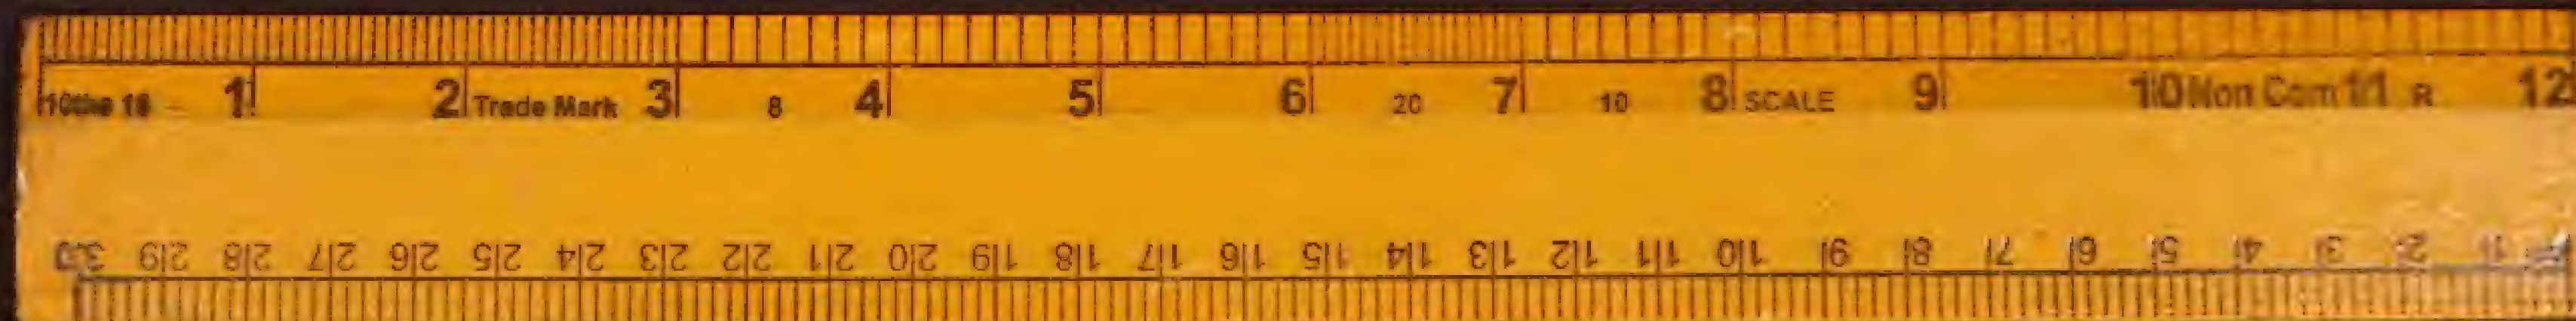 10ths 16 1 2 Trade Mark 3 8 4 5 6 20 7 10 8 SCALE 9 10 Non Com 11 R 12
30 29 28 27 26 25 24 23 22 21 20 19 18 17 16 15 14 13 12 11 10 9 8 7 6 5 4 3 2 1